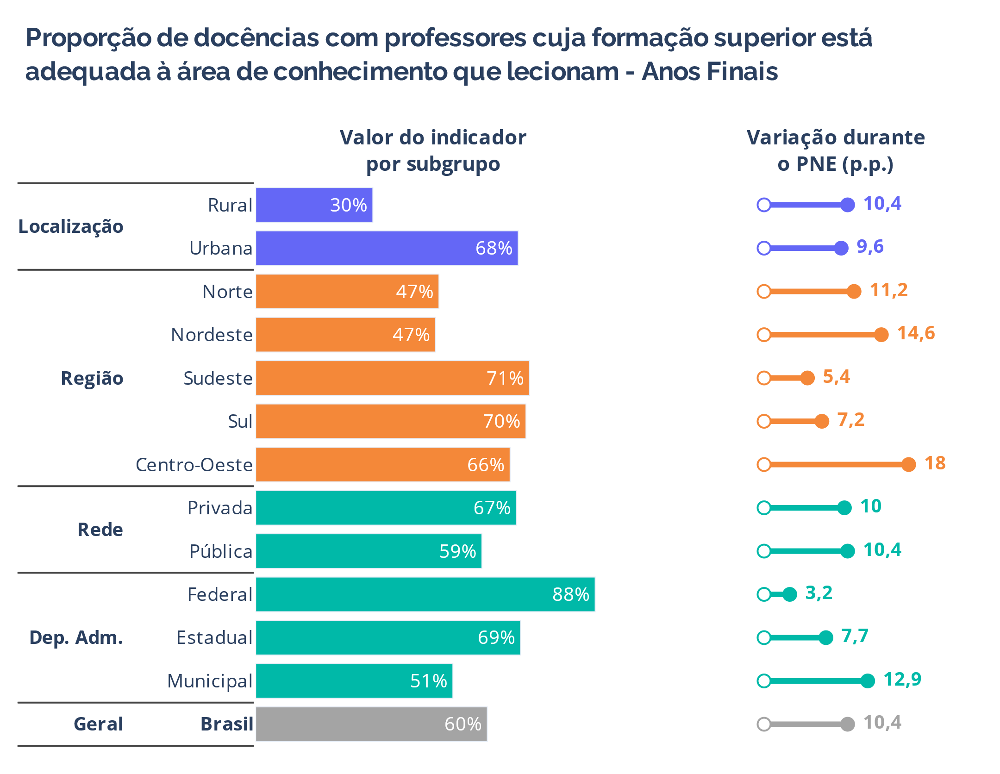 Proporção de docências com professores cuja formação superior está
adequada à área de conhecimento que lecionam - Anos Finais
Valor do indicador
por subgrupo
Variação durante
o PNE (p.p.)
Localização
Rural 30% 10,4
Urbana 68% 9,6
Região
Norte 47% 11,2
Nordeste 47% 14,6
Sudeste 71% 5,4
Sul 70% 7,2
Centro-Oeste 66% 18
Rede
Privada 67% 10
Pública 59% 10,4
Dep. Adm.
Federal 88% 3,2
Estadual 69% 7,7
Municipal 51% 12,9
Geral Brasil 60% 10,4